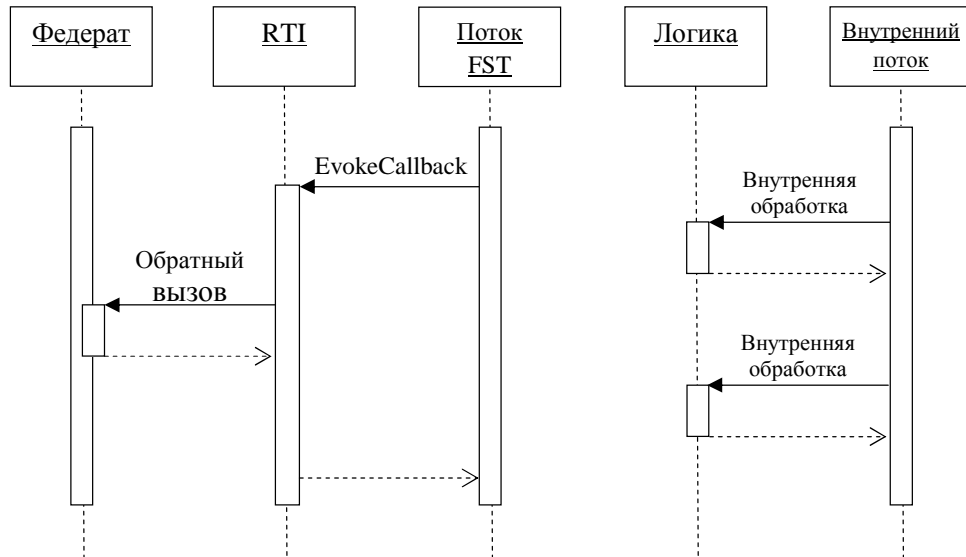 Федерат
RTI
Поток
FST
Логика
Внутренний
поток
EvokeCallback
Внутренняя
обработка
Обратный
вызов
Внутренняя
обработка